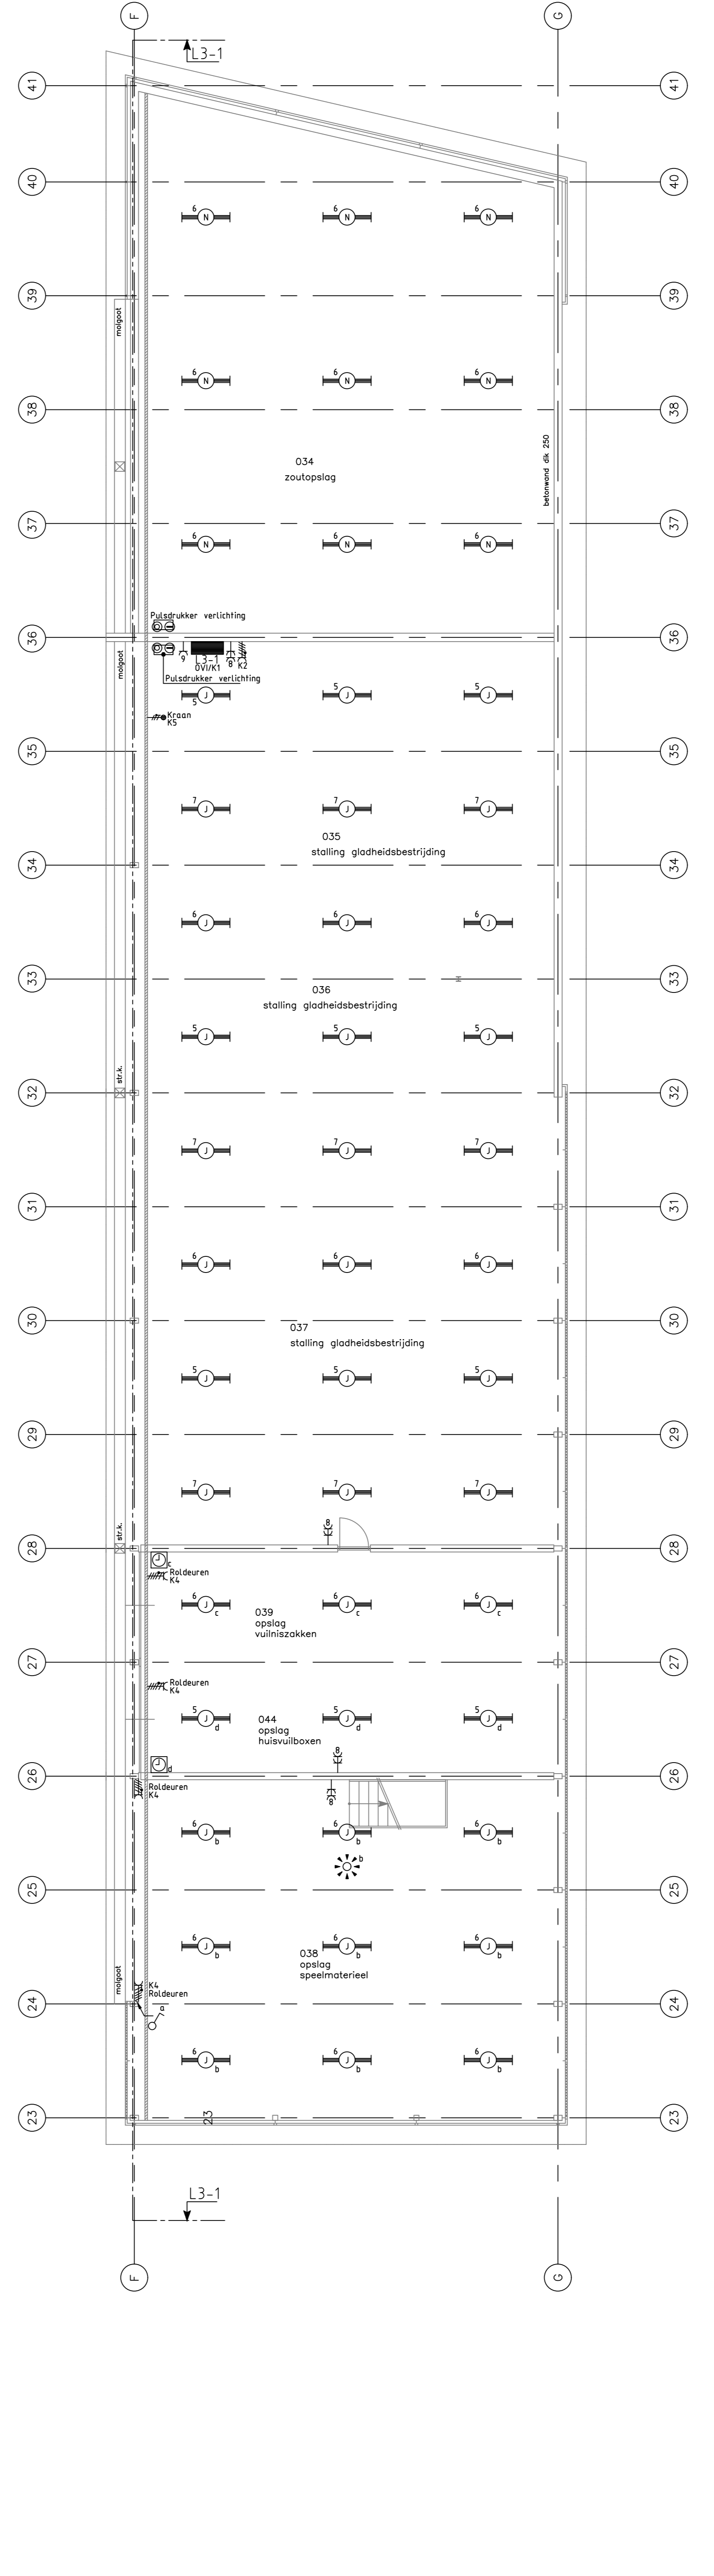 F
G
L3-1
41
41
40
40
6
N
6
N
6
N
39
39
molgoot
6
N
6
N
6
N
38
38
betonwand dik 250
034
zoutopslag
37
37
6
N
6
N
6
N
Pulsdrukker verlichting
36
36
molgoot
9
L3-1
OVI/K1
8
K2
Pulsdrukker verlichting
J
5
5
J
5
J
Kraan
K5
35
35
7
J
7
J
7
J
035
stalling gladheidsbestrijding
34
34
6
J
6
J
6
J
33
33
036
stalling gladheidsbestrijding
5
J
5
J
5
J
str.k.
32
32
7
J
7
J
7
J
31
31
6
J
6
J
6
J
30
30
037
stalling gladheidsbestrijding
5
J
5
J
5
J
29
29
7
J
7
J
7
J
str.k.
8
28
28
c
Roldeuren
K4
6
J
c
6
J
c
6
J
c
039
opslag
vuilniszakken
27
27
Roldeuren
K4
5
J
d
5
J
d
5
J
d
044
opslag
huisvuilboxen
8
d
26
26
Roldeuren
K4
8
6
J
b
6
J
b
6
J
b
b
25
25
6
J
b
6
J
b
6
J
b
038
opslag
speelmaterieel
molgoot
K4
Roldeuren
24
24
a
6
J
b
6
J
b
6
J
b
23
23
23
L3-1
F
G